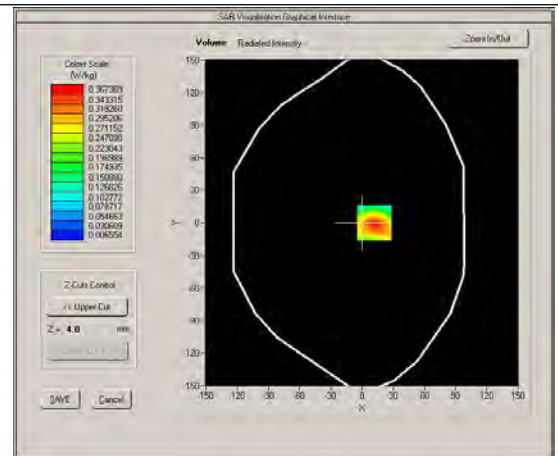 SAR Visualisation Graphical Interface
Volume Radiated Intensity
Zoom In/Out
Colors Scale
(W/kg)
0.367369
0.343315
0.319260
0.295206
0.271152
0.247098
0.223043
0.198989
0.174935
0.150880
0.126826
0.102772
0.078717
0.054663
0.030609
0.006554
150
120
90
60
30
0
-30
-60
-90
-120
-150
Y
-150 -120 -90 -60 -30 0 30 60 90 120 150
X
Z-Cuts Control
<< Upper Cut
Z = 4.0 mm
SAVE Cancel